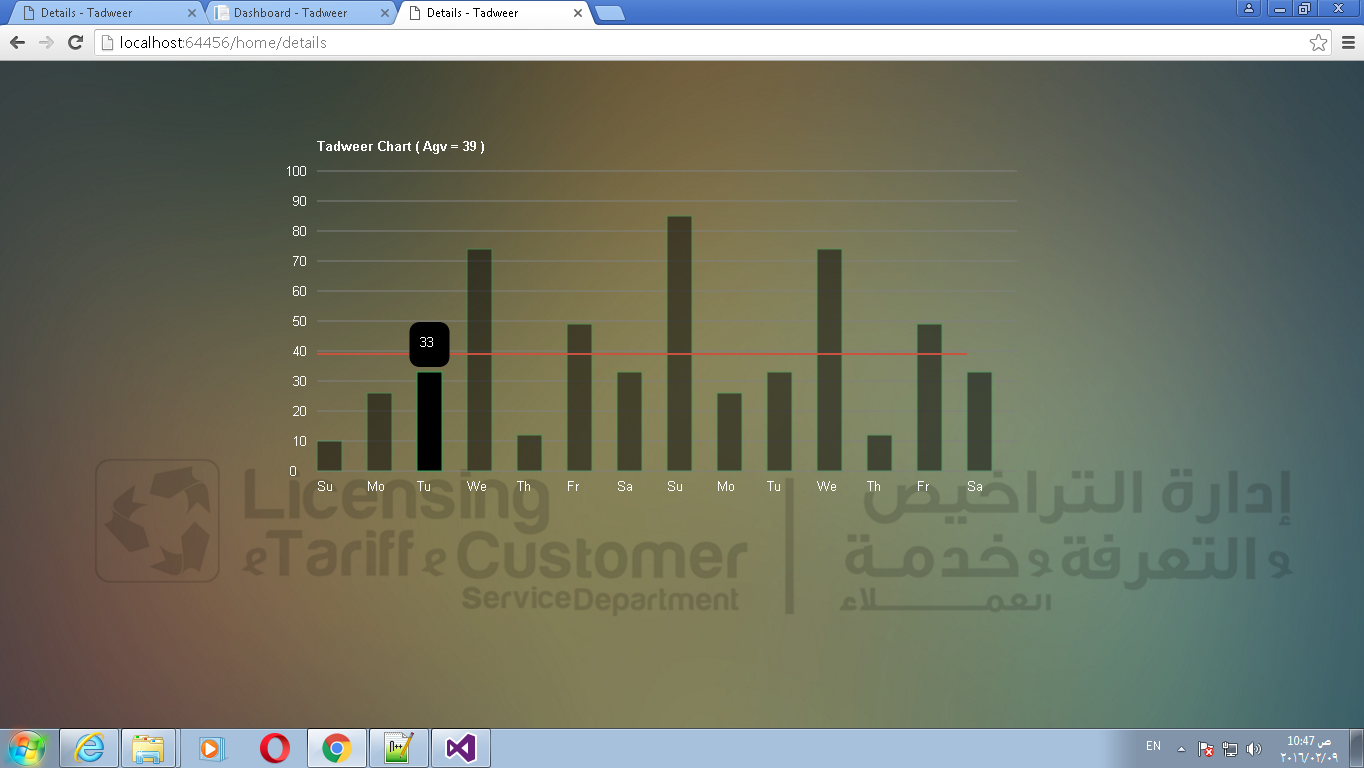 Details - Tadweer
Dashboard - Tadweer
Details - Tadweer
localhost:64456/home/details
Tadweer Chart ( Agv = 39 )
100
90
80
70
60
50
40
30
20
10
0
33
Su Mo Tu We Th Fr Sa Su Mo Tu We Th Fr Sa
Licensing
eTariff e Customer
Service Department
إدارة التراخيص
والتعرفة وخدمة
العملاء
N++
EN
10:47 ص
٢٠١٦/٠٢/٠٩